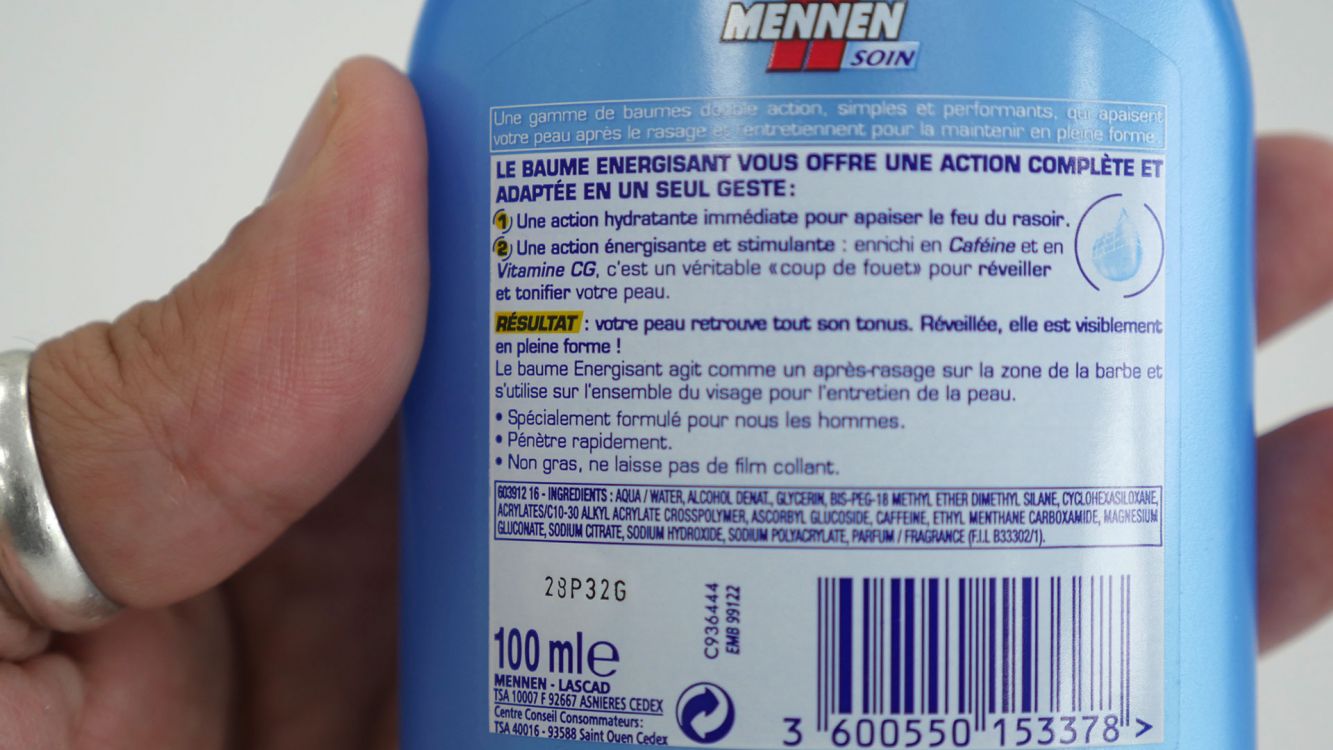 MENNEN
SOIN
Une gamme de baumes double action, simples et performants, qui apaisent
votre peau après le rasage et l'entretiennent pour la maintenir en pleine forme.
LE BAUME ENERGISANT VOUS OFFRE UNE ACTION COMPLÈTE ET
ADAPTÉE EN UN SEUL GESTE :
1 Une action hydratante immédiate pour apaiser le feu du rasoir.
2 Une action énergisante et stimulante : enrichi en Caféine et en
Vitamine CG, c'est un véritable «coup de fouet» pour réveiller
et tonifier votre peau.
RÉSULTAT : votre peau retrouve tout son tonus. Réveillée, elle est visiblement
en pleine forme !
Le baume Energisant agit comme un après-rasage sur la zone de la barbe et
s'utilise sur l'ensemble du visage pour l'entretien de la peau.
• Spécialement formulé pour nous les hommes.
• Pénètre rapidement.
• Non gras, ne laisse pas de film collant.
603912 16 - INGREDIENTS : AQUA / WATER, ALCOHOL DENAT., GLYCERIN, BIS-PEG-18 METHYL ETHER DIMETHYL SILANE, CYCLOHEXASILOXANE,
ACRYLATES/C10-30 ALKYL ACRYLATE CROSSPOLYMER, ASCORBYL GLUCOSIDE, CAFFEINE, ETHYL MENTHANE CARBOXAMIDE, MAGNESIUM
GLUCONATE, SODIUM CITRATE, SODIUM HYDROXIDE, SODIUM POLYACRYLATE, PARFUM / FRAGRANCE (F.I.L. B33302/1).
28P32G
C936444
EMB 99122
100 ml e
MENNEN - LASCAD
TSA 10007 F 92667 ASNIERES CEDEX
Centre Conseil Consommateurs :
TSA 40016 - 93588 Saint Ouen Cedex
3 600550 153378 >